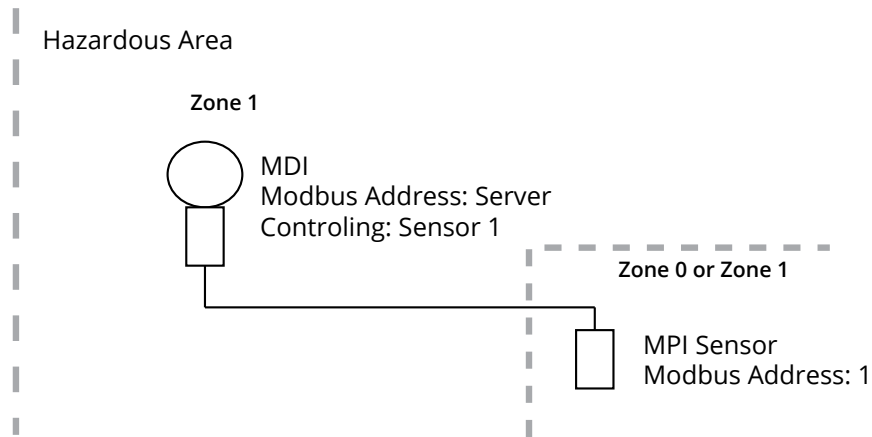 Hazardous Area
Zone 1
MDI
Modbus Address: Server
Controling: Sensor 1
Zone 0 or Zone 1
MPI Sensor
Modbus Address: 1